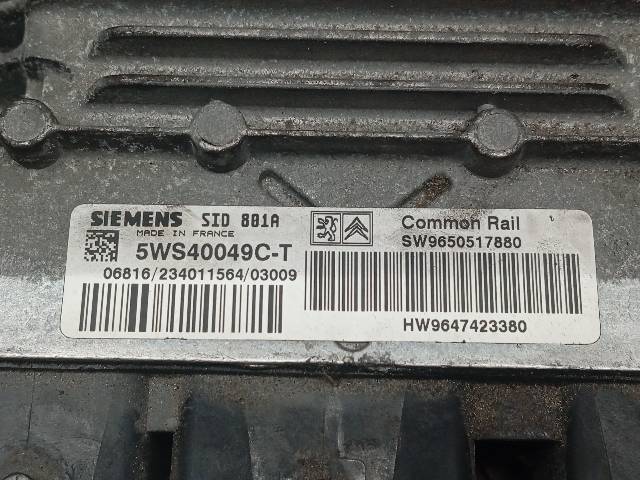 SIEMENS SID 801A
MADE IN FRANCE
5WS40049C-T
06816/234011564/03009
Common Rail
SW9650517880
HW9647423380